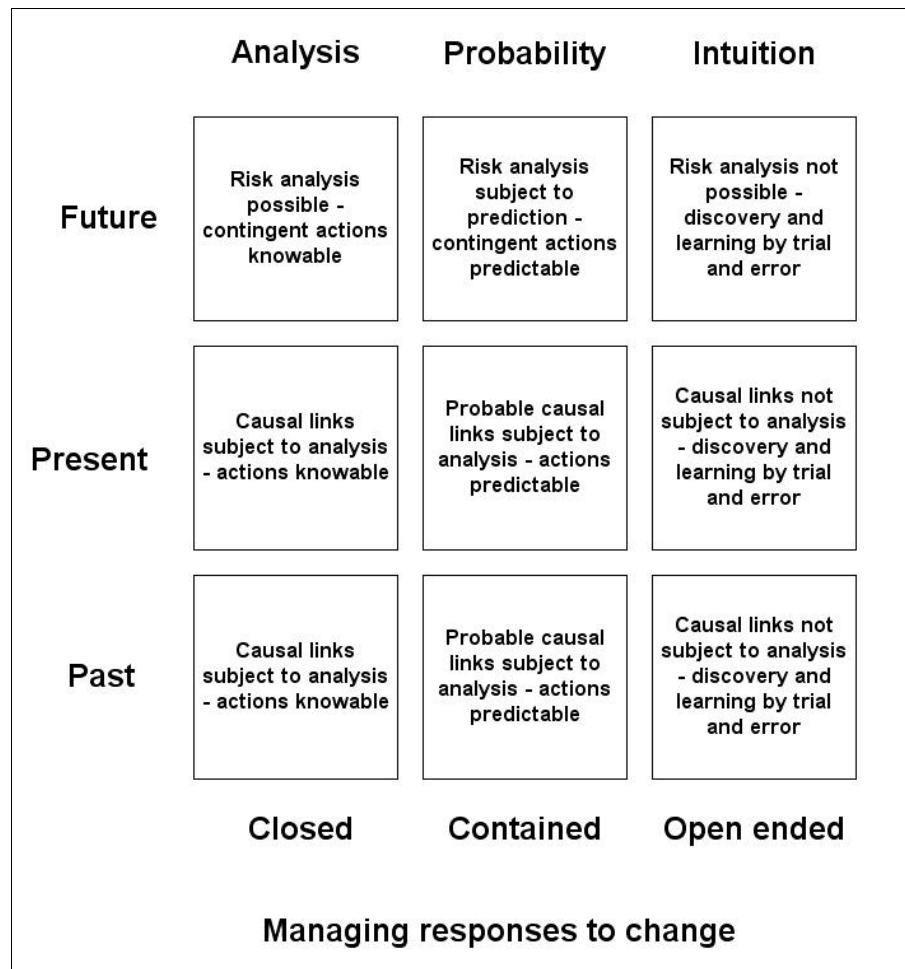 Analysis Probability Intuition
Future
Risk analysis
possible -
contingent actions
knowable
Risk analysis
subject to
prediction -
contingent actions
predictable
Risk analysis not
possible -
discovery and
learning by trial
and error
Present
Causal links
subject to analysis
- actions knowable
Probable causal
links subject to
analysis - actions
predictable
Causal links not
subject to analysis
- discovery and
learning by trial
and error
Past
Causal links
subject to analysis
- actions knowable
Probable causal
links subject to
analysis - actions
predictable
Causal links not
subject to analysis
- discovery and
learning by trial
and error
Closed Contained Open ended
Managing responses to change